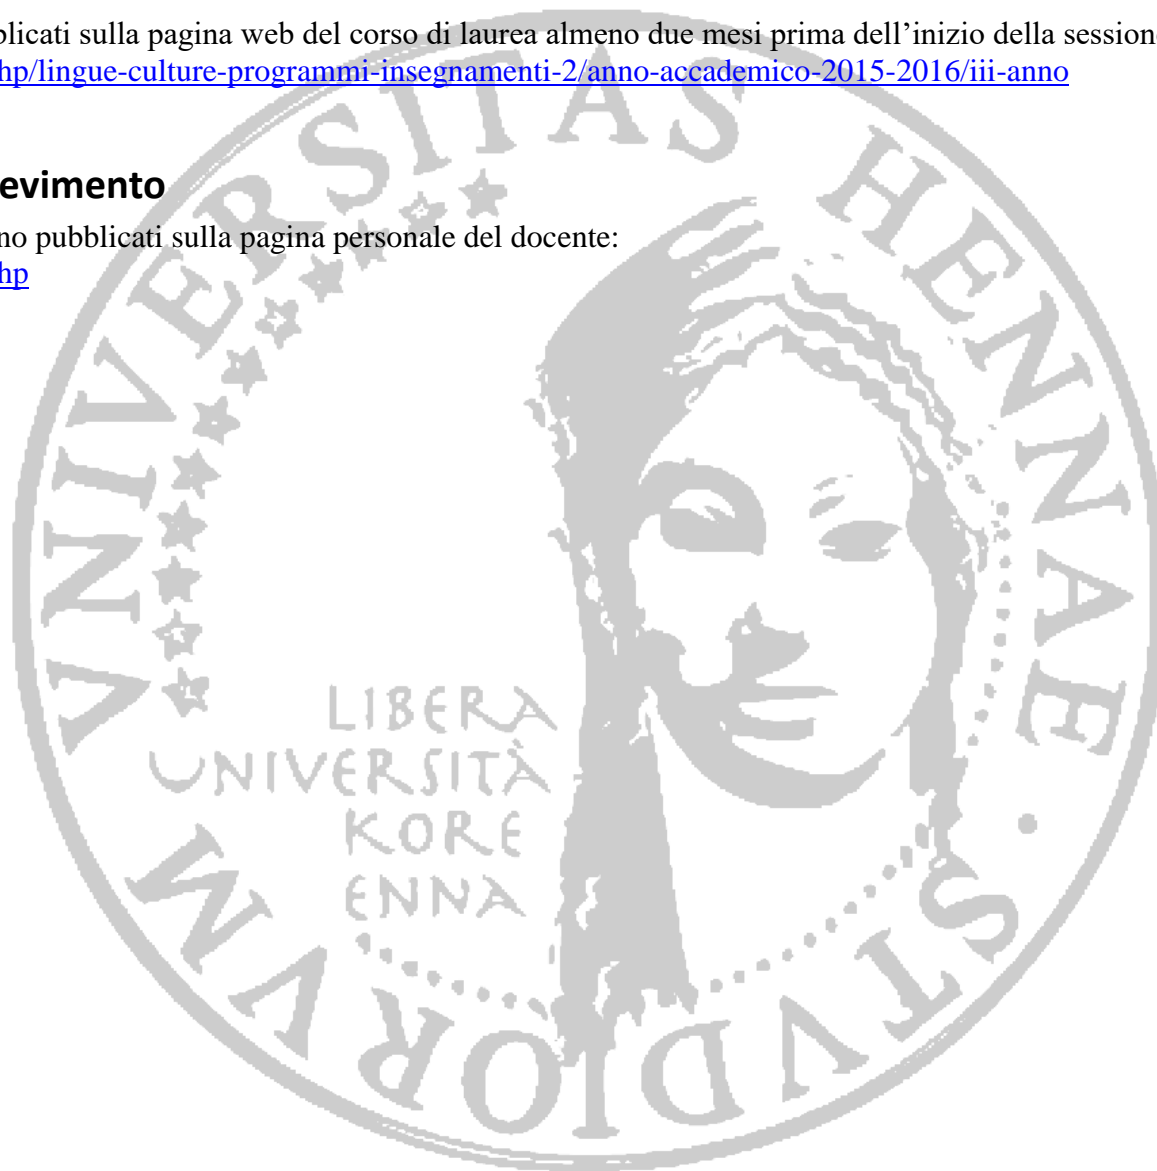 blicati sulla pagina web del corso di laurea almeno due mesi prima dell’inizio della session
hp/lingue-culture-programmi-insegnamenti-2/anno-accademico-2015-2016/iii-anno
evimento
no pubblicati sulla pagina personale del docente:
hp
VNIVERSITAS HENNAE · STVDIORVM
LIBERA
UNIVERSITÀ
KORE
ENNA